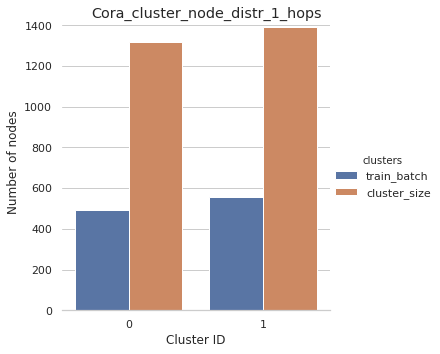 Cora_cluster_node_distr_1_hops
1400
1200
1000
800
600
400
200
0
Number of nodes
0
1
Cluster ID
clusters
train_batch
cluster_size